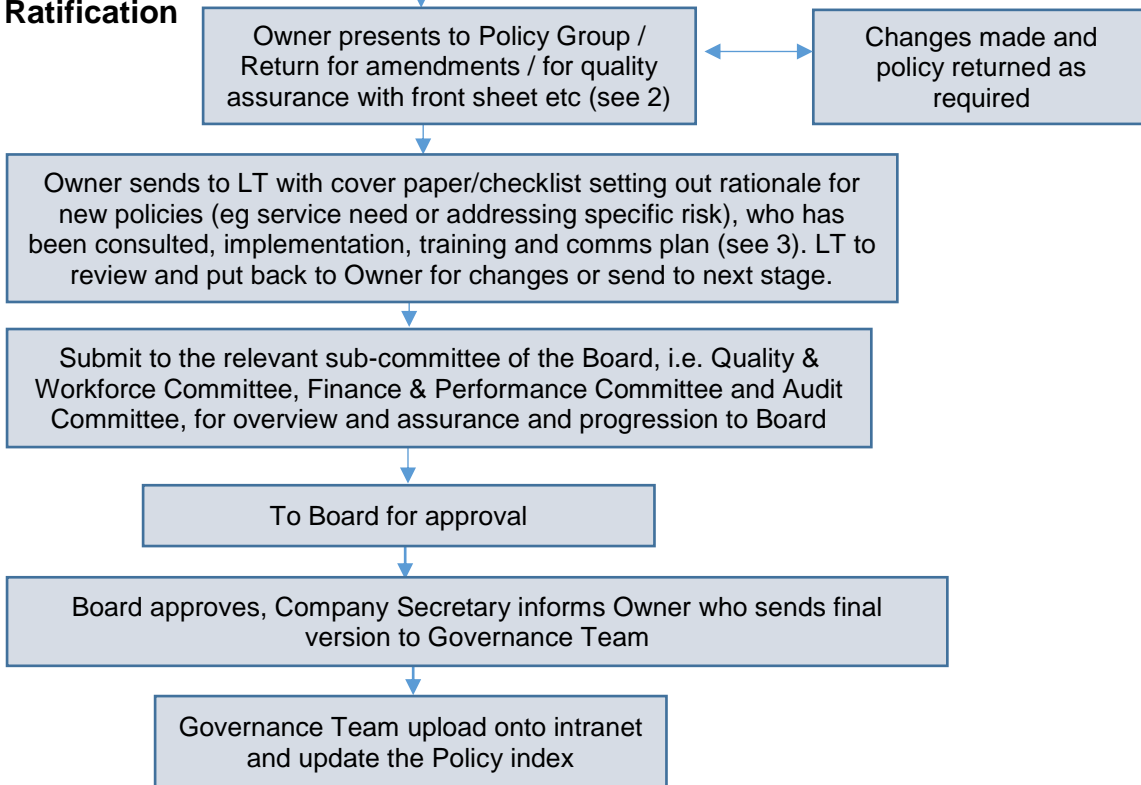 Ratification
Owner presents to Policy Group /
Return for amendments / for quality
assurance with front sheet etc (see 2)
Changes made and
policy returned as
required
Owner sends to LT with cover paper/checklist setting out rationale for
new policies (eg service need or addressing specific risk), who has
been consulted, implementation, training and comms plan (see 3). LT to
review and put back to Owner for changes or send to next stage.
Submit to the relevant sub-committee of the Board, i.e. Quality &
Workforce Committee, Finance & Performance Committee and Audit
Committee, for overview and assurance and progression to Board
To Board for approval
Board approves, Company Secretary informs Owner who sends final
version to Governance Team
Governance Team upload onto intranet
and update the Policy index